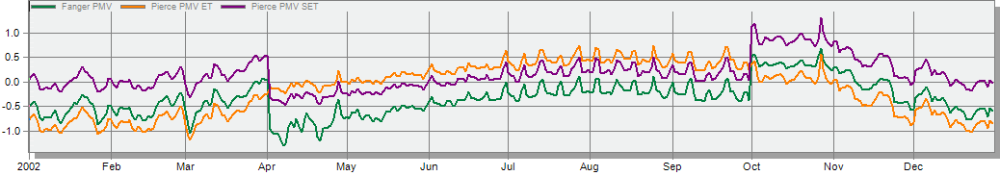 Fanger PMV Pierce PMV ET Pierce PMV SET
1.0
0.5
0.0
-0.5
-1.0
2002 Feb Mar Apr May Jun Jul Aug Sep Oct Nov Dec